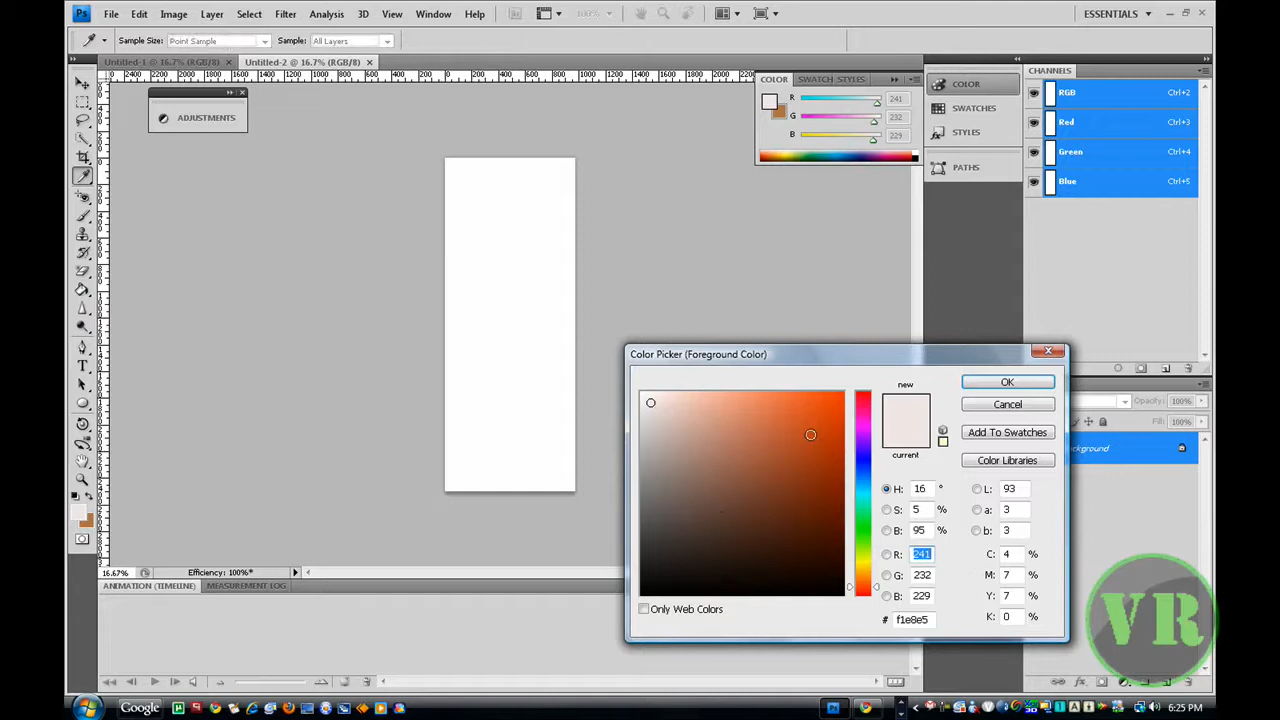 Ps File Edit Image Layer Select Filter Analysis 3D View Window Help 100% ESSENTIALS
Sample Size: Point Sample Sample: All Layers
Untitled-1 @ 16.7% (RGB/8) Untitled-2 @ 16.7% (RGB/8)
ADJUSTMENTS
COLOR SWATCH STYLES
R 241
G 232
B 229
COLOR
SWATCHES
STYLES
PATHS
CHANNELS
RGB Ctrl+2
Red Ctrl+3
Green Ctrl+4
Blue Ctrl+5
Opacity: 100%
Fill: 100%
ackground
Color Picker (Foreground Color)
new
current
OK
Cancel
Add To Swatches
Color Libraries
H: 16 ° L: 93
S: 5 % a: 3
B: 95 % b: 3
R: 241 C: 4 %
G: 232 M: 7 %
B: 229 Y: 7 %
# f1e8e5 K: 0 %
Only Web Colors
16.67% Efficiency: 100%*
ANIMATION (TIMELINE) MEASUREMENT LOG
VR
Google
6:25 PM